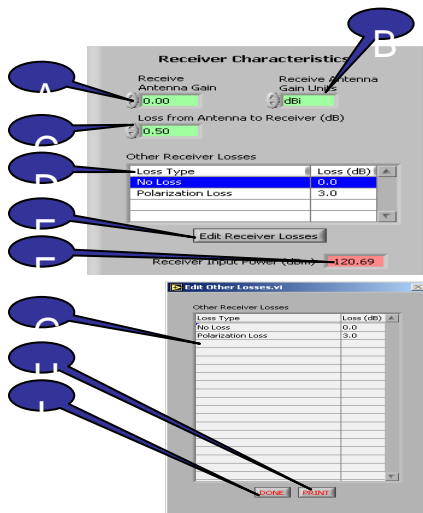 B
Receiver Characteristics
Receive Antenna Gain
Receive Antenna Gain Units
A
0.00
dBi
Loss from Antenna to Receiver (dB)
C
0.50
Other Receiver Losses
D
Loss Type Loss (dB)
No Loss 0.0
Polarization Loss 3.0
E
Edit Receiver Losses
F
Receiver Input Power (dBm) -120.69
Edit Other Losses.vi
Other Receiver Losses
G
Loss Type Loss (dB)
No Loss 0.0
Polarization Loss 3.0
H
I
DONE PRINT